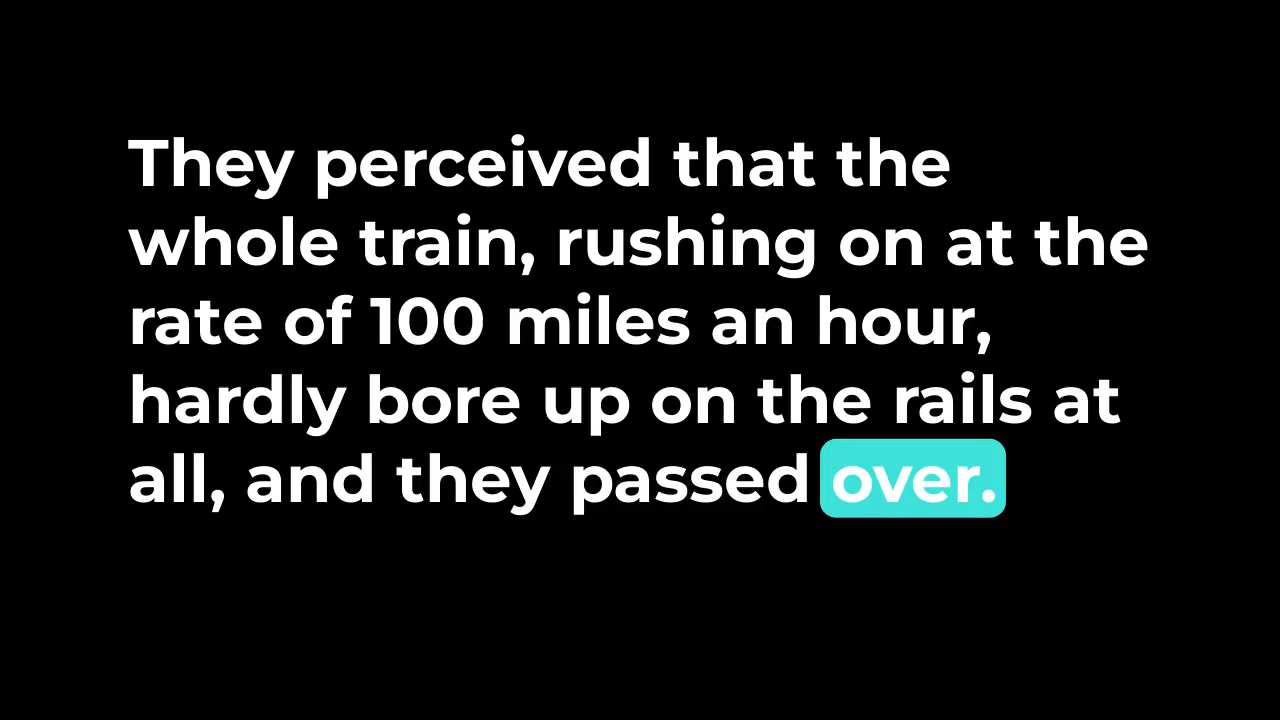 They perceived that the
whole train, rushing on at the
rate of 100 miles an hour,
hardly bore up on the rails at
all, and they passed over.